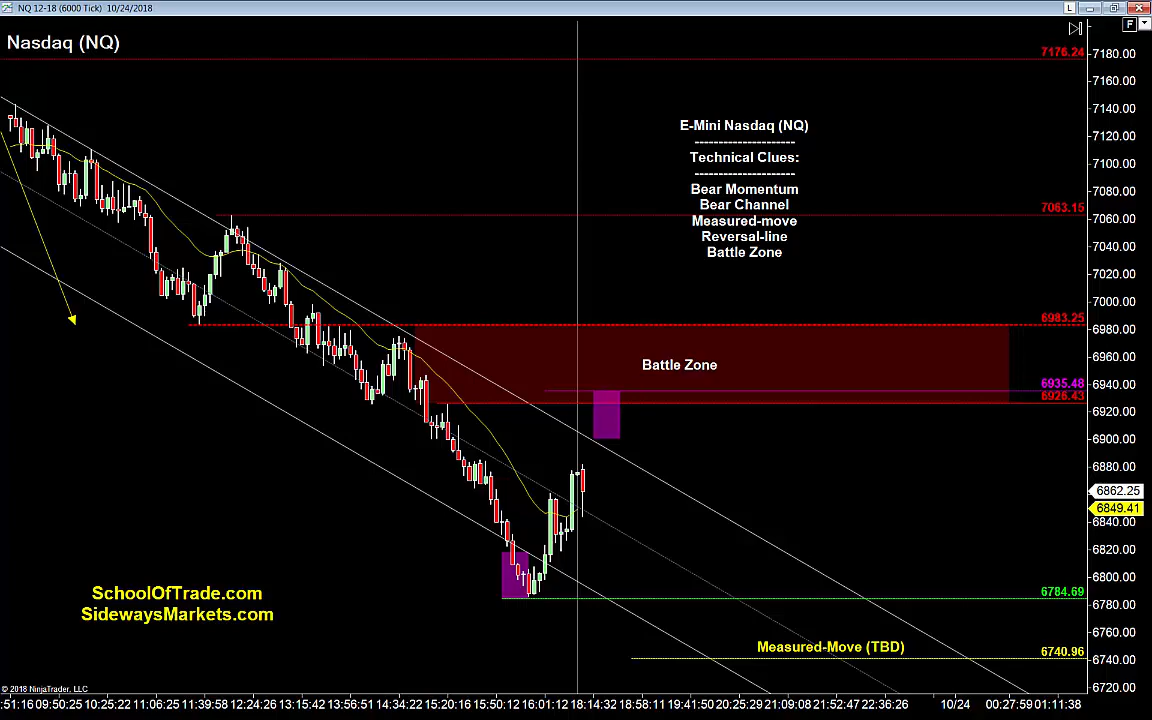 NQ 12-18 (6000 Tick) 10/24/2018
L
F
Nasdaq (NQ)
7176.24
7180.00
7160.00
7140.00
E-Mini Nasdaq (NQ)
7120.00
---------------------
Technical Clues:
7100.00
---------------------
Bear Momentum
7080.00
Bear Channel
7063.15
Measured-move
7060.00
Reversal-line
7040.00
Battle Zone
7020.00
7000.00
6983.25
6980.00
6960.00
Battle Zone
6935.48
6940.00
6926.43
6920.00
6900.00
6880.00
6862.25
6849.41
6840.00
6820.00
6800.00
SchoolOfTrade.com
6784.69
6780.00
SidewaysMarkets.com
6760.00
Measured-Move (TBD)
6740.96
6740.00
© 2018 NinjaTrader, LLC
6720.00
:51:16 09:50:25 10:25:22 11:06:25 11:39:58 12:24:26 13:15:42 13:56:51 14:34:22 15:20:16 15:50:12 16:01:12 18:14:32 18:58:11 19:41:50 20:25:29 21:09:08 21:52:47 22:36:26 10/24 00:27:59 01:11:38